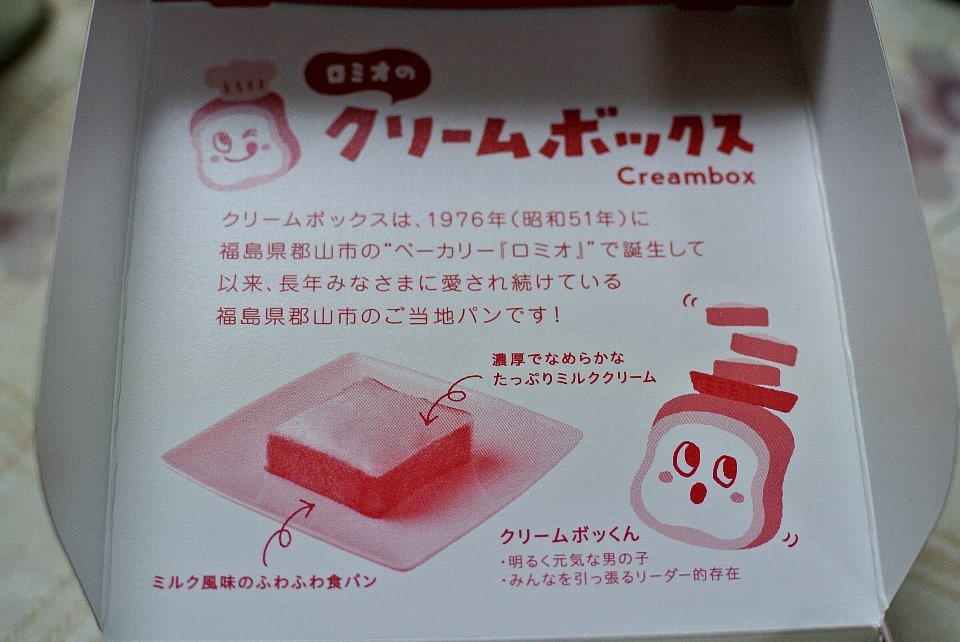 ロミオの
クリームボックス
Creambox
クリームボックスは、1976年(昭和51年)に
福島県郡山市の“ベーカリー『ロミオ』”で誕生して
以来、長年みなさまに愛され続けている
福島県郡山市のご当地パンです!
濃厚でなめらかな
たっぷりミルククリーム
ミルク風味のふわふわ食パン
クリームボッくん
・明るく元気な男の子
・みんなを引っ張るリーダー的存在